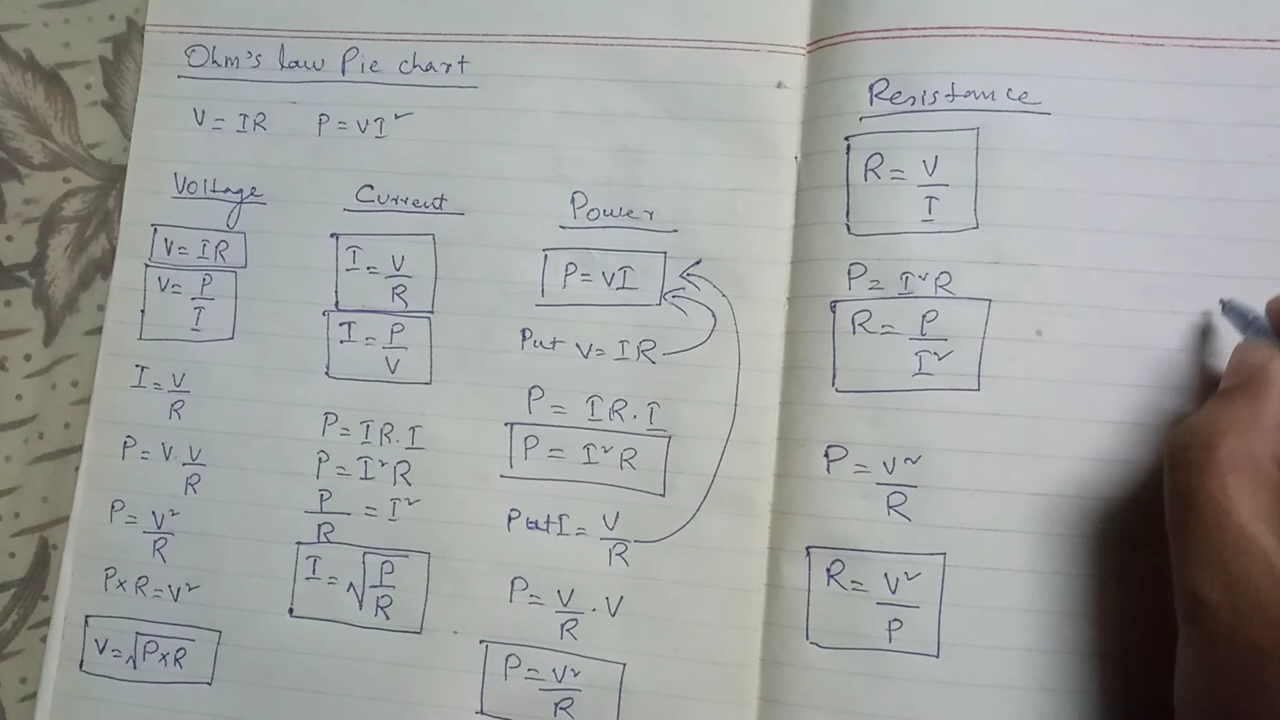 Ohm's law Pie chart
V = IR P = VI²
Voltage
V = IR
V = P/I
I = V/R
P = V. V/R
P = V²/R
P×R = V²
V = √P×R
Current
I = V/R
I = P/V
P = IR.I
P = I²R
P/R = I²
I = √P/R
Power
P = VI
Put V = IR
P = IR.I
P = I²R
Put I = V/R
P = V/R . V
P = V²/R
Resistance
R = V/I
P = I²R
R = P/I²
P = V²/R
R = V²/P